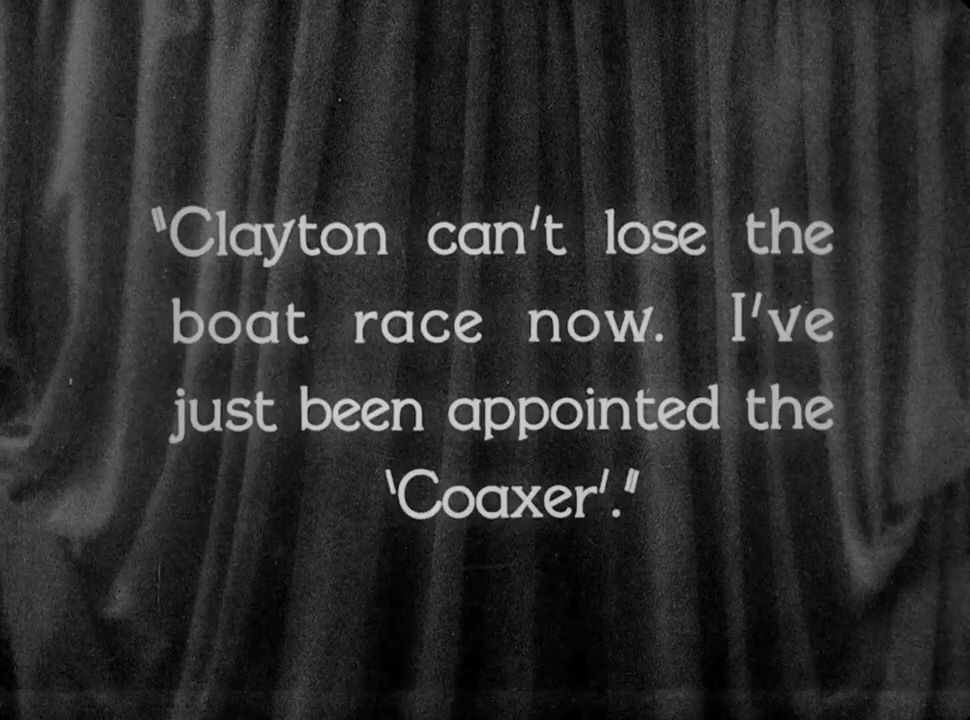 "Clayton can't lose the
boat race now. I've
just been appointed the
'Coaxer'."